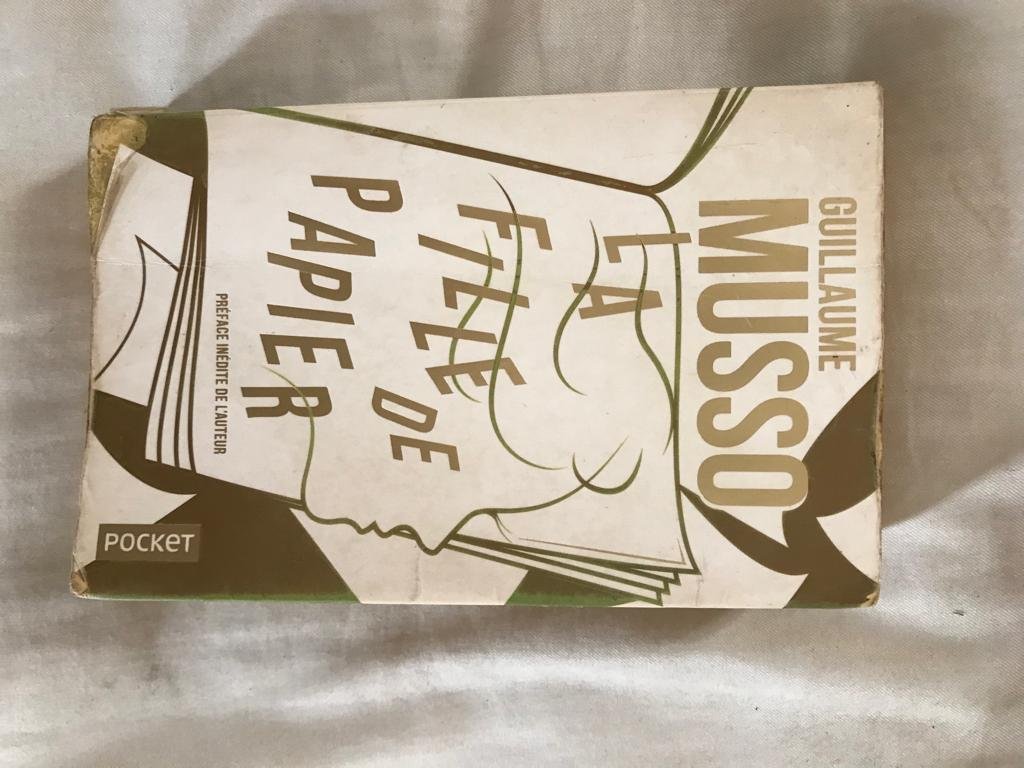 GUILLAUME
MUSSO
LA
FILLE DE
PAPIER
PRÉFACE INÉDITE DE L'AUTEUR
POCKET